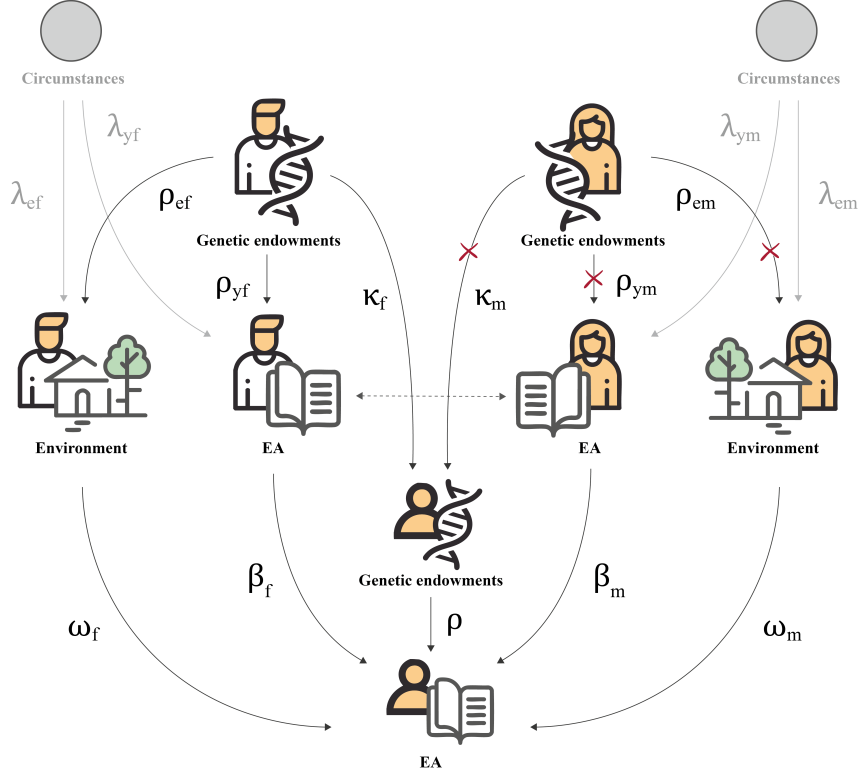 Circumstances
Circumstances
λyf
λym
λef
ρef
ρem
λem
Genetic endowments
Genetic endowments
ρyf
κf
κm
ρym
Environment
EA
EA
Environment
Genetic endowments
βf
βm
ωf
ρ
ωm
EA